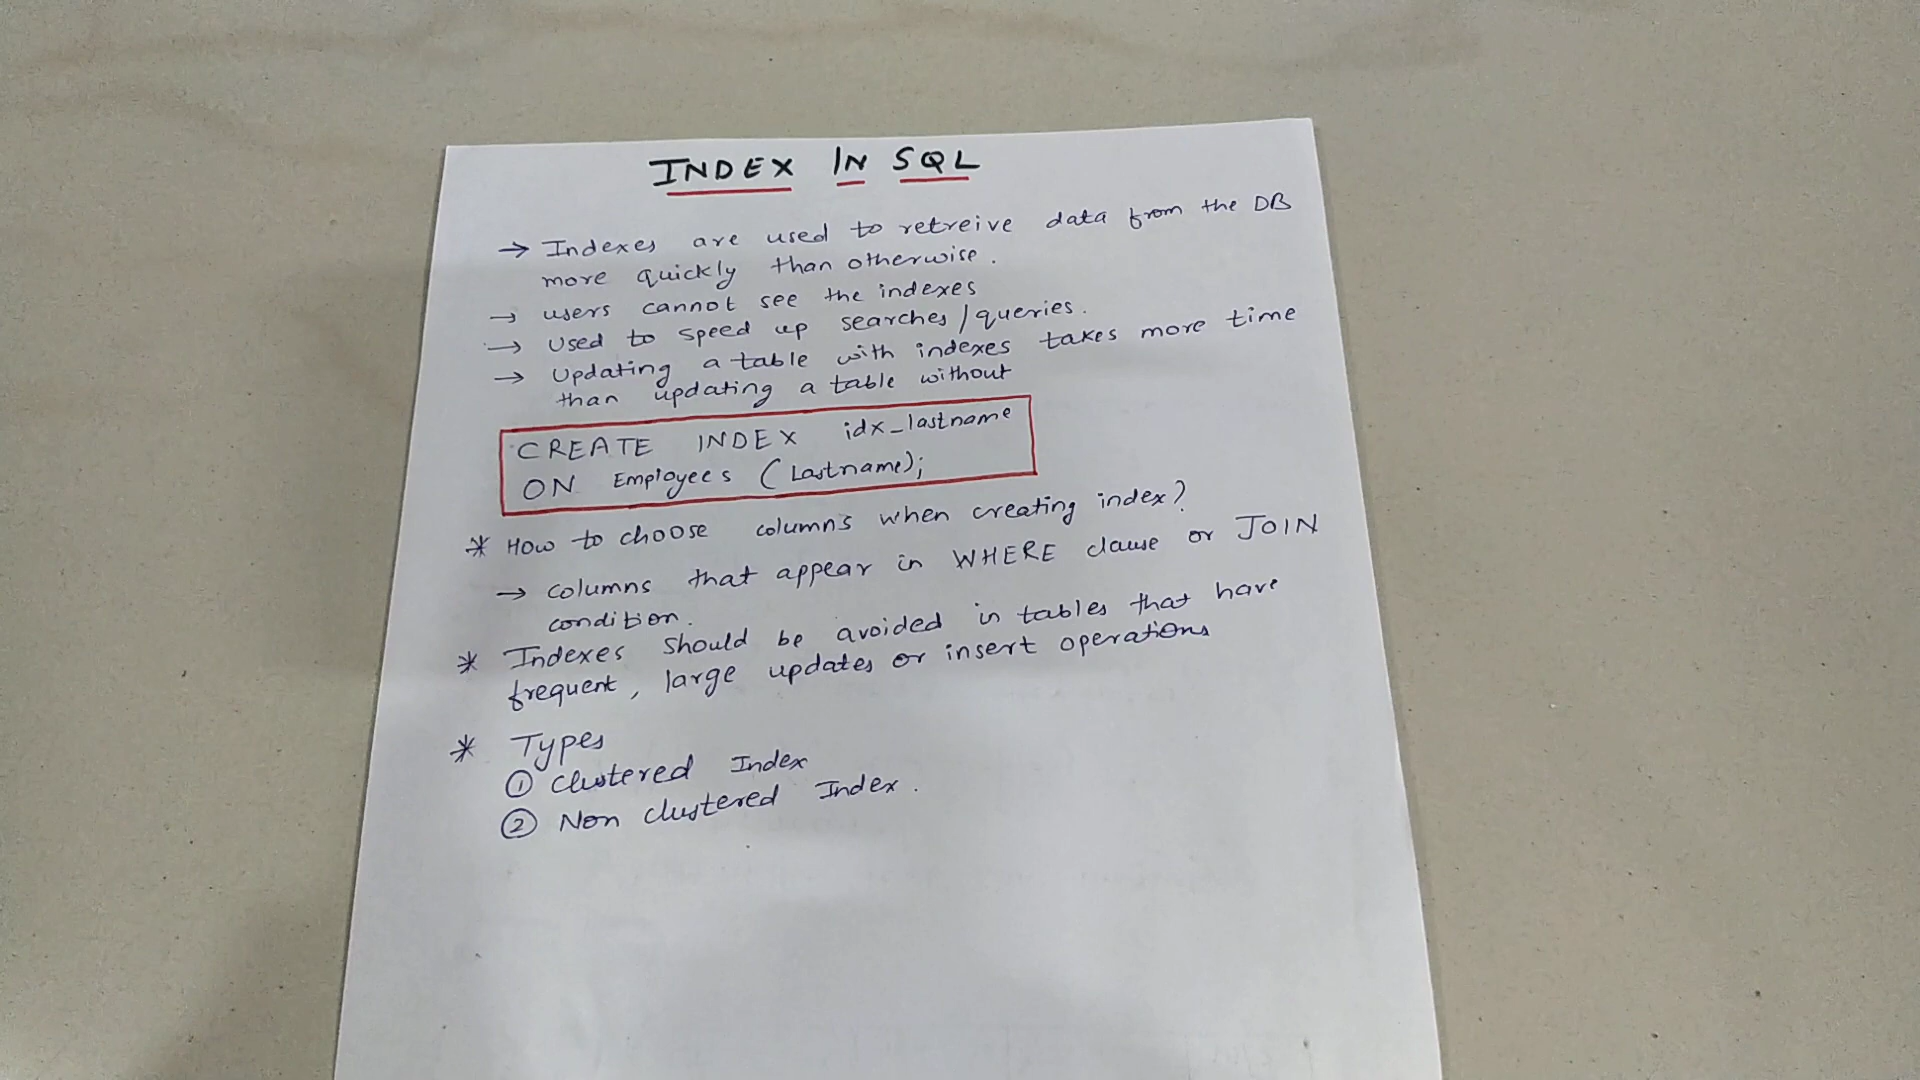 INDEX IN SQL
→ Indexes are used to retreive data from the DB
more quickly than otherwise.
→ users cannot see the indexes
→ Used to speed up searches/queries.
→ Updating a table with indexes takes more time
than updating a table without
CREATE INDEX idx_lastname
ON Employees (Lastname);
* How to choose columns when creating index?
→ columns that appear in WHERE clause or JOIN
condition.
* Indexes should be avoided in tables that have
frequent, large updates or insert operations
* Types
① Clustered Index
② Non clustered Index.